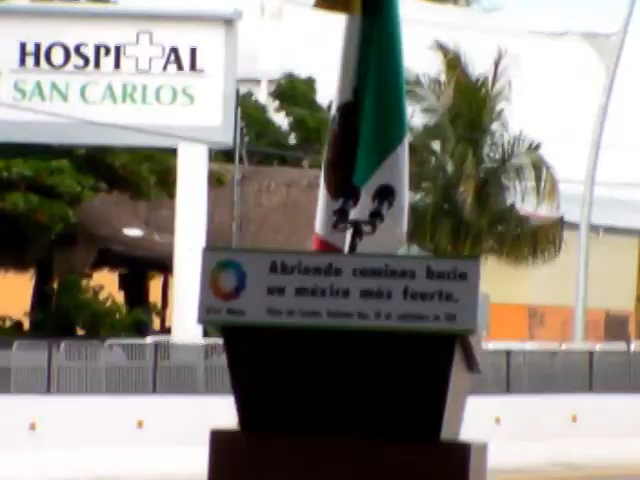 HOSPITAL
SAN CARLOS
Abriendo caminos hacia
un méxico más fuerte.